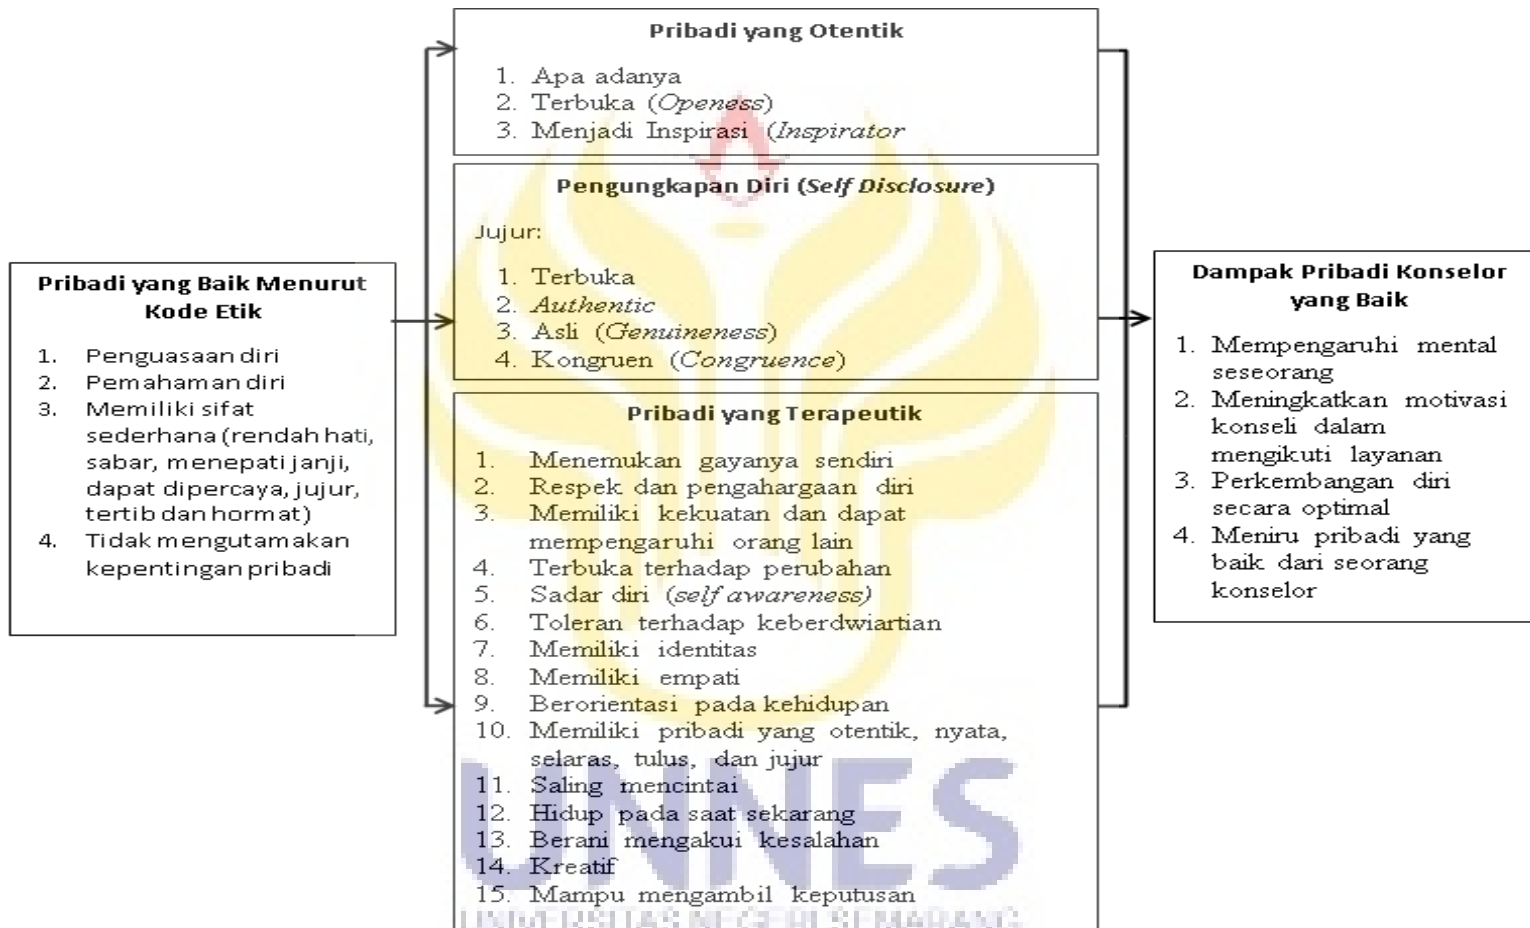 Pribadi yang Baik Menurut
Kode Etik
1. Penguasaan diri
2. Pemahaman diri
3. Memiliki sifat
sederhana (rendah hati,
sabar, menepati janji,
dapat dipercaya, jujur,
tertib dan hormat)
4. Tidak mengutamakan
kepentingan pribadi
Pribadi yang Otentik
1. Apa adanya
2. Terbuka (Openess)
3. Menjadi Inspirasi (Inspirator
Pengungkapan Diri (Self Disclosure)
Jujur:
1. Terbuka
2. Authentic
3. Asli (Genuineness)
4. Kongruen (Congruence)
Pribadi yang Terapeutik
1. Menemukan gayanya sendiri
2. Respek dan pengahargaan diri
3. Memiliki kekuatan dan dapat
mempengaruhi orang lain
4. Terbuka terhadap perubahan
5. Sadar diri (self awareness)
6. Toleran terhadap keberdwiartian
7. Memiliki identitas
8. Memiliki empati
9. Berorientasi pada kehidupan
10. Memiliki pribadi yang otentik, nyata,
selaras, tulus, dan jujur
11. Saling mencintai
12. Hidup pada saat sekarang
13. Berani mengakui kesalahan
14. Kreatif
15. Mampu mengambil keputusan
Dampak Pribadi Konselor
yang Baik
1. Mempengaruhi mental
seseorang
2. Meningkatkan motivasi
konseli dalam
mengikuti layanan
3. Perkembangan diri
secara optimal
4. Meniru pribadi yang
baik dari seorang
konselor
UNNES
UNIVERSITAS NEGERI SEMARANG